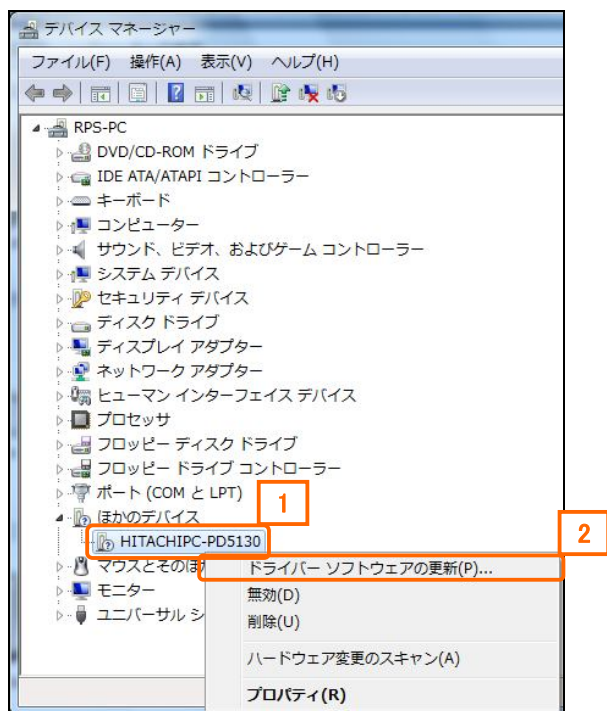 デバイス マネージャー
ファイル(F) 操作(A) 表示(V) ヘルプ(H)
RPS-PC
DVD/CD-ROM ドライブ
IDE ATA/ATAPI コントローラー
キーボード
コンピューター
サウンド、ビデオ、およびゲーム コントローラー
システム デバイス
セキュリティ デバイス
ディスク ドライブ
ディスプレイ アダプター
ネットワーク アダプター
ヒューマン インターフェイス デバイス
プロセッサ
フロッピー ディスク ドライブ
フロッピー ドライブ コントローラー
ポート (COM と LPT)
1
ほかのデバイス
HITACHIPC-PD5130
2
マウスとそのほ
ドライバー ソフトウェアの更新(P)...
モニター
無効(D)
ユニバーサル シ
削除(U)
ハードウェア変更のスキャン(A)
プロパティ(R)